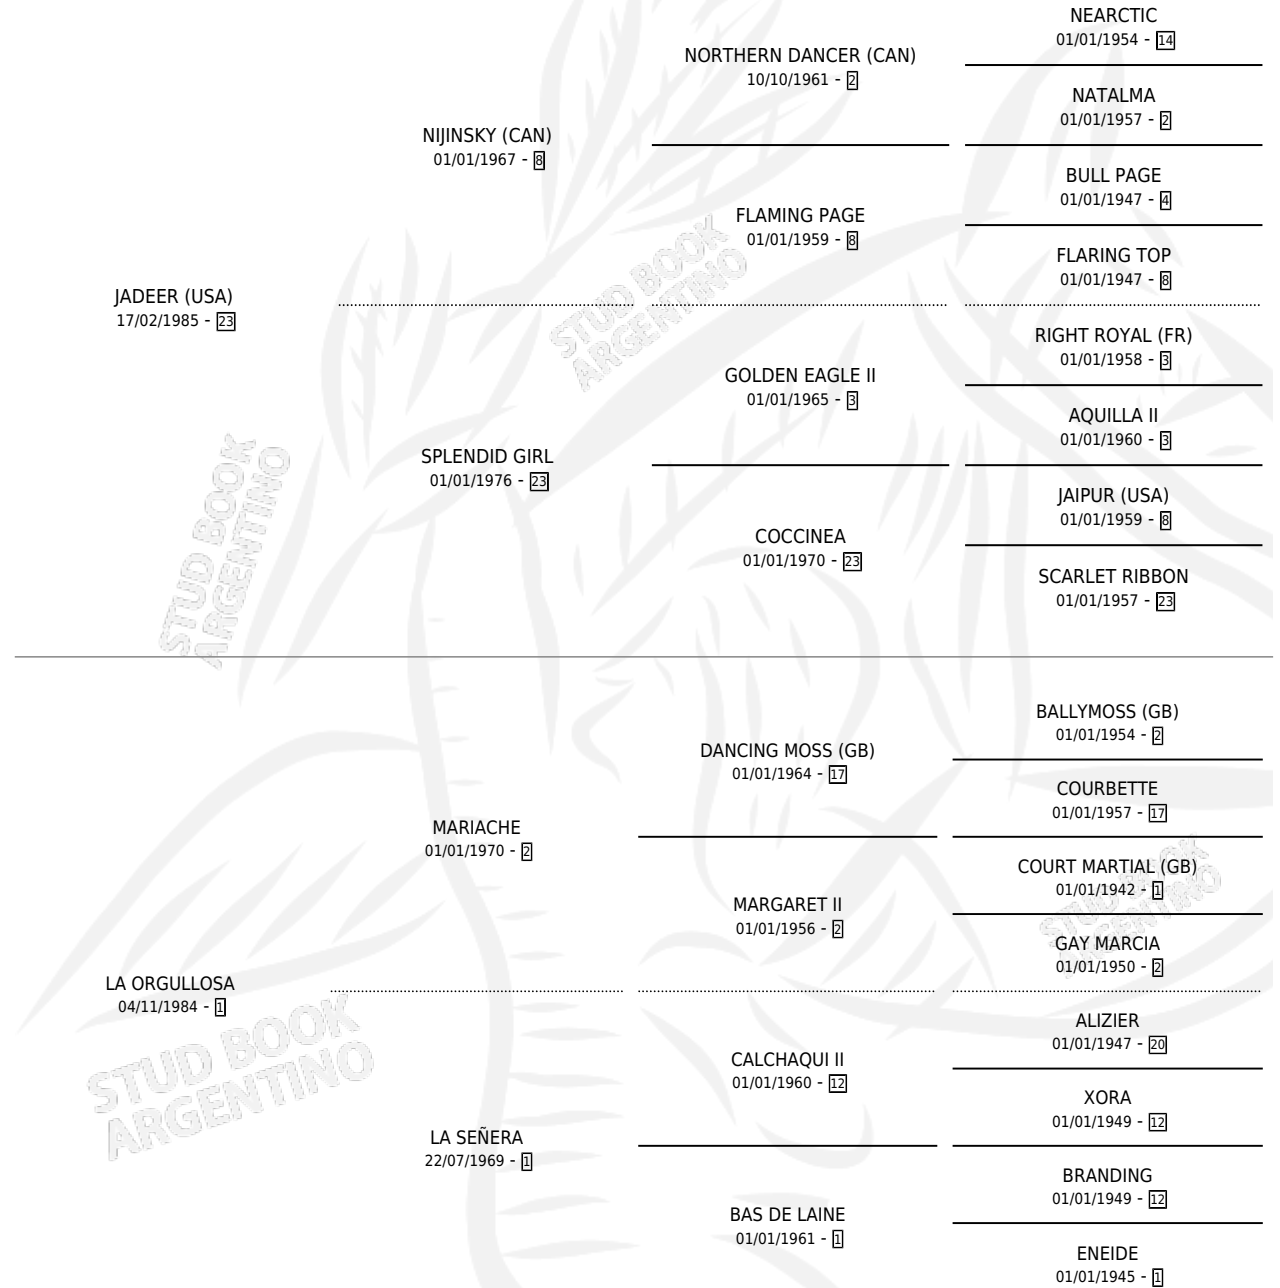 NEARCTIC
01/01/1954 - 14
NORTHERN DANCER (CAN)
10/10/1961 - 2
NATALMA
01/01/1957 - 2
NIJINSKY (CAN)
01/01/1967 - 8
BULL PAGE
01/01/1947 - 4
FLAMING PAGE
01/01/1959 - 8
FLARING TOP
01/01/1947 - 8
JADEER (USA)
17/02/1985 - 23
RIGHT ROYAL (FR)
01/01/1958 - 3
GOLDEN EAGLE II
01/01/1965 - 3
AQUILLA II
01/01/1960 - 3
SPLENDID GIRL
01/01/1976 - 23
JAIPUR (USA)
01/01/1959 - 8
COCCINEA
01/01/1970 - 23
SCARLET RIBBON
01/01/1957 - 23
STUD BOOK
ARGENTINO
STUD BOOK
ARGENTINO
BALLYMOSS (GB)
01/01/1954 - 2
DANCING MOSS (GB)
01/01/1964 - 17
COURBETTE
01/01/1957 - 17
MARIACHE
01/01/1970 - 2
COURT MARTIAL (GB)
01/01/1942 - 1
MARGARET II
01/01/1956 - 2
GAY MARCIA
01/01/1950 - 2
STUD BOOK
ARGENTINO
LA ORGULLOSA
04/11/1984 - 1
ALIZIER
01/01/1947 - 20
CALCHAQUI II
01/01/1960 - 12
XORA
01/01/1949 - 12
LA SEÑERA
22/07/1969 - 1
BRANDING
01/01/1949 - 12
BAS DE LAINE
01/01/1961 - 1
ENEIDE
01/01/1945 - 1
STUD BOOK
ARGENTINO